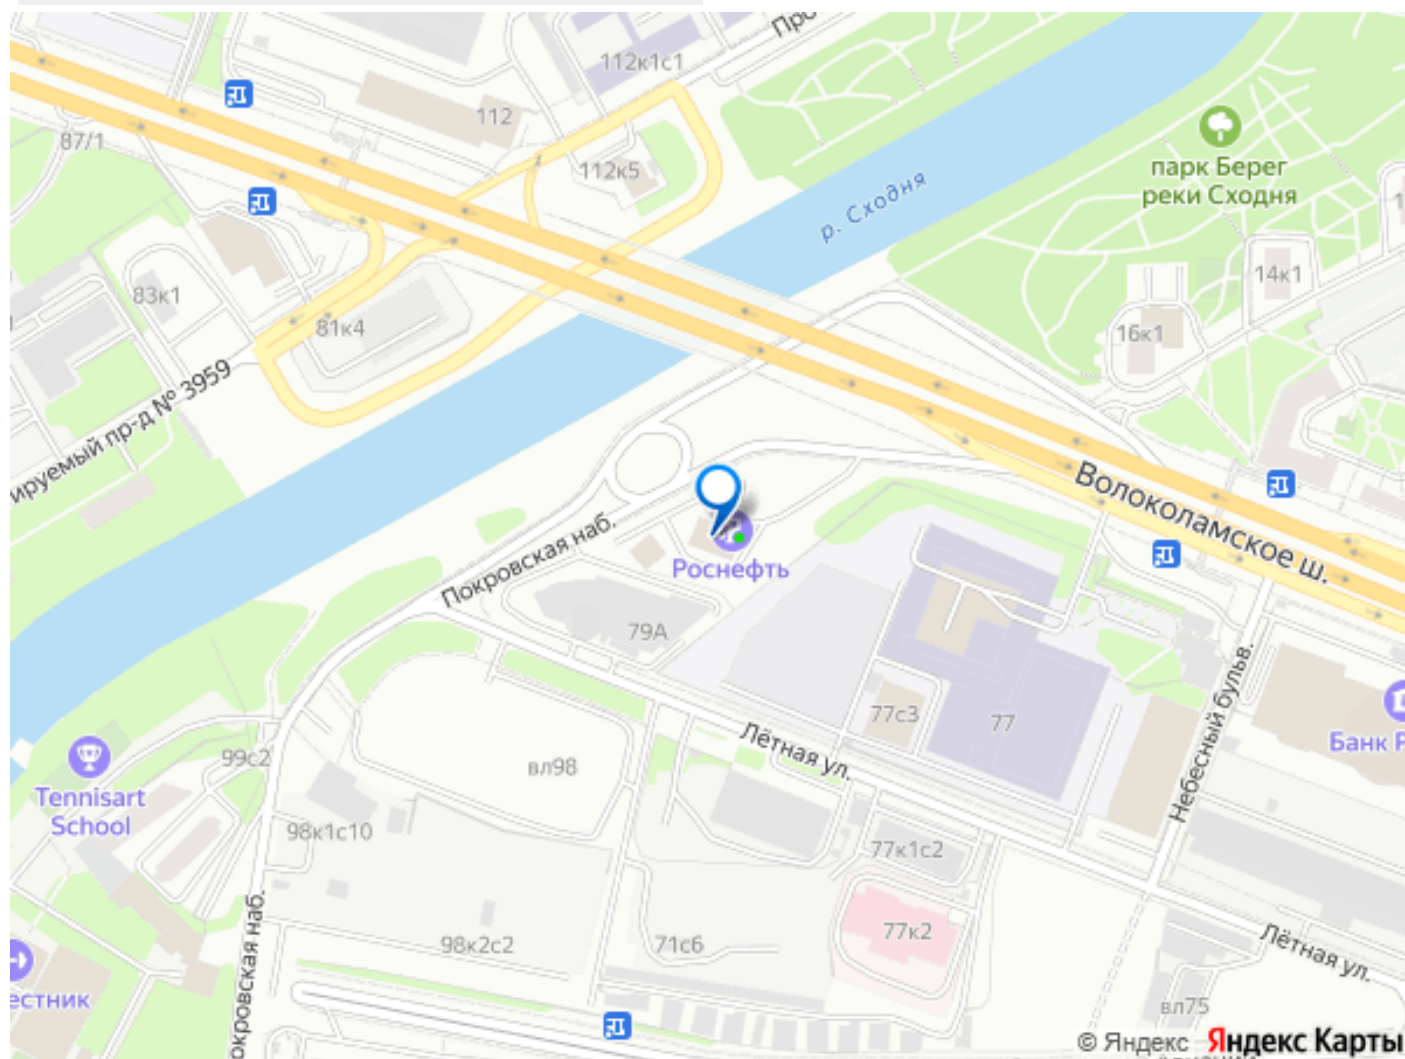 112к1с1
112
87/1
112к5
р. Сходня
парк Берег
реки Сходня
14к1
83к1
81к4
16к1
ируемый пр-д № 3959
Волоколамское ш.
Покровская наб.
Роснефть
79А
77с3
77
Небесный бульв.
Банк Р
Лётная ул.
99с2
вл98
Tennisart
School
98к1с10
77к1с2
77к2
98к2с2
71с6
Лётная ул.
окровская наб.
естник
вл75
© Яндекс Яндекс Карты